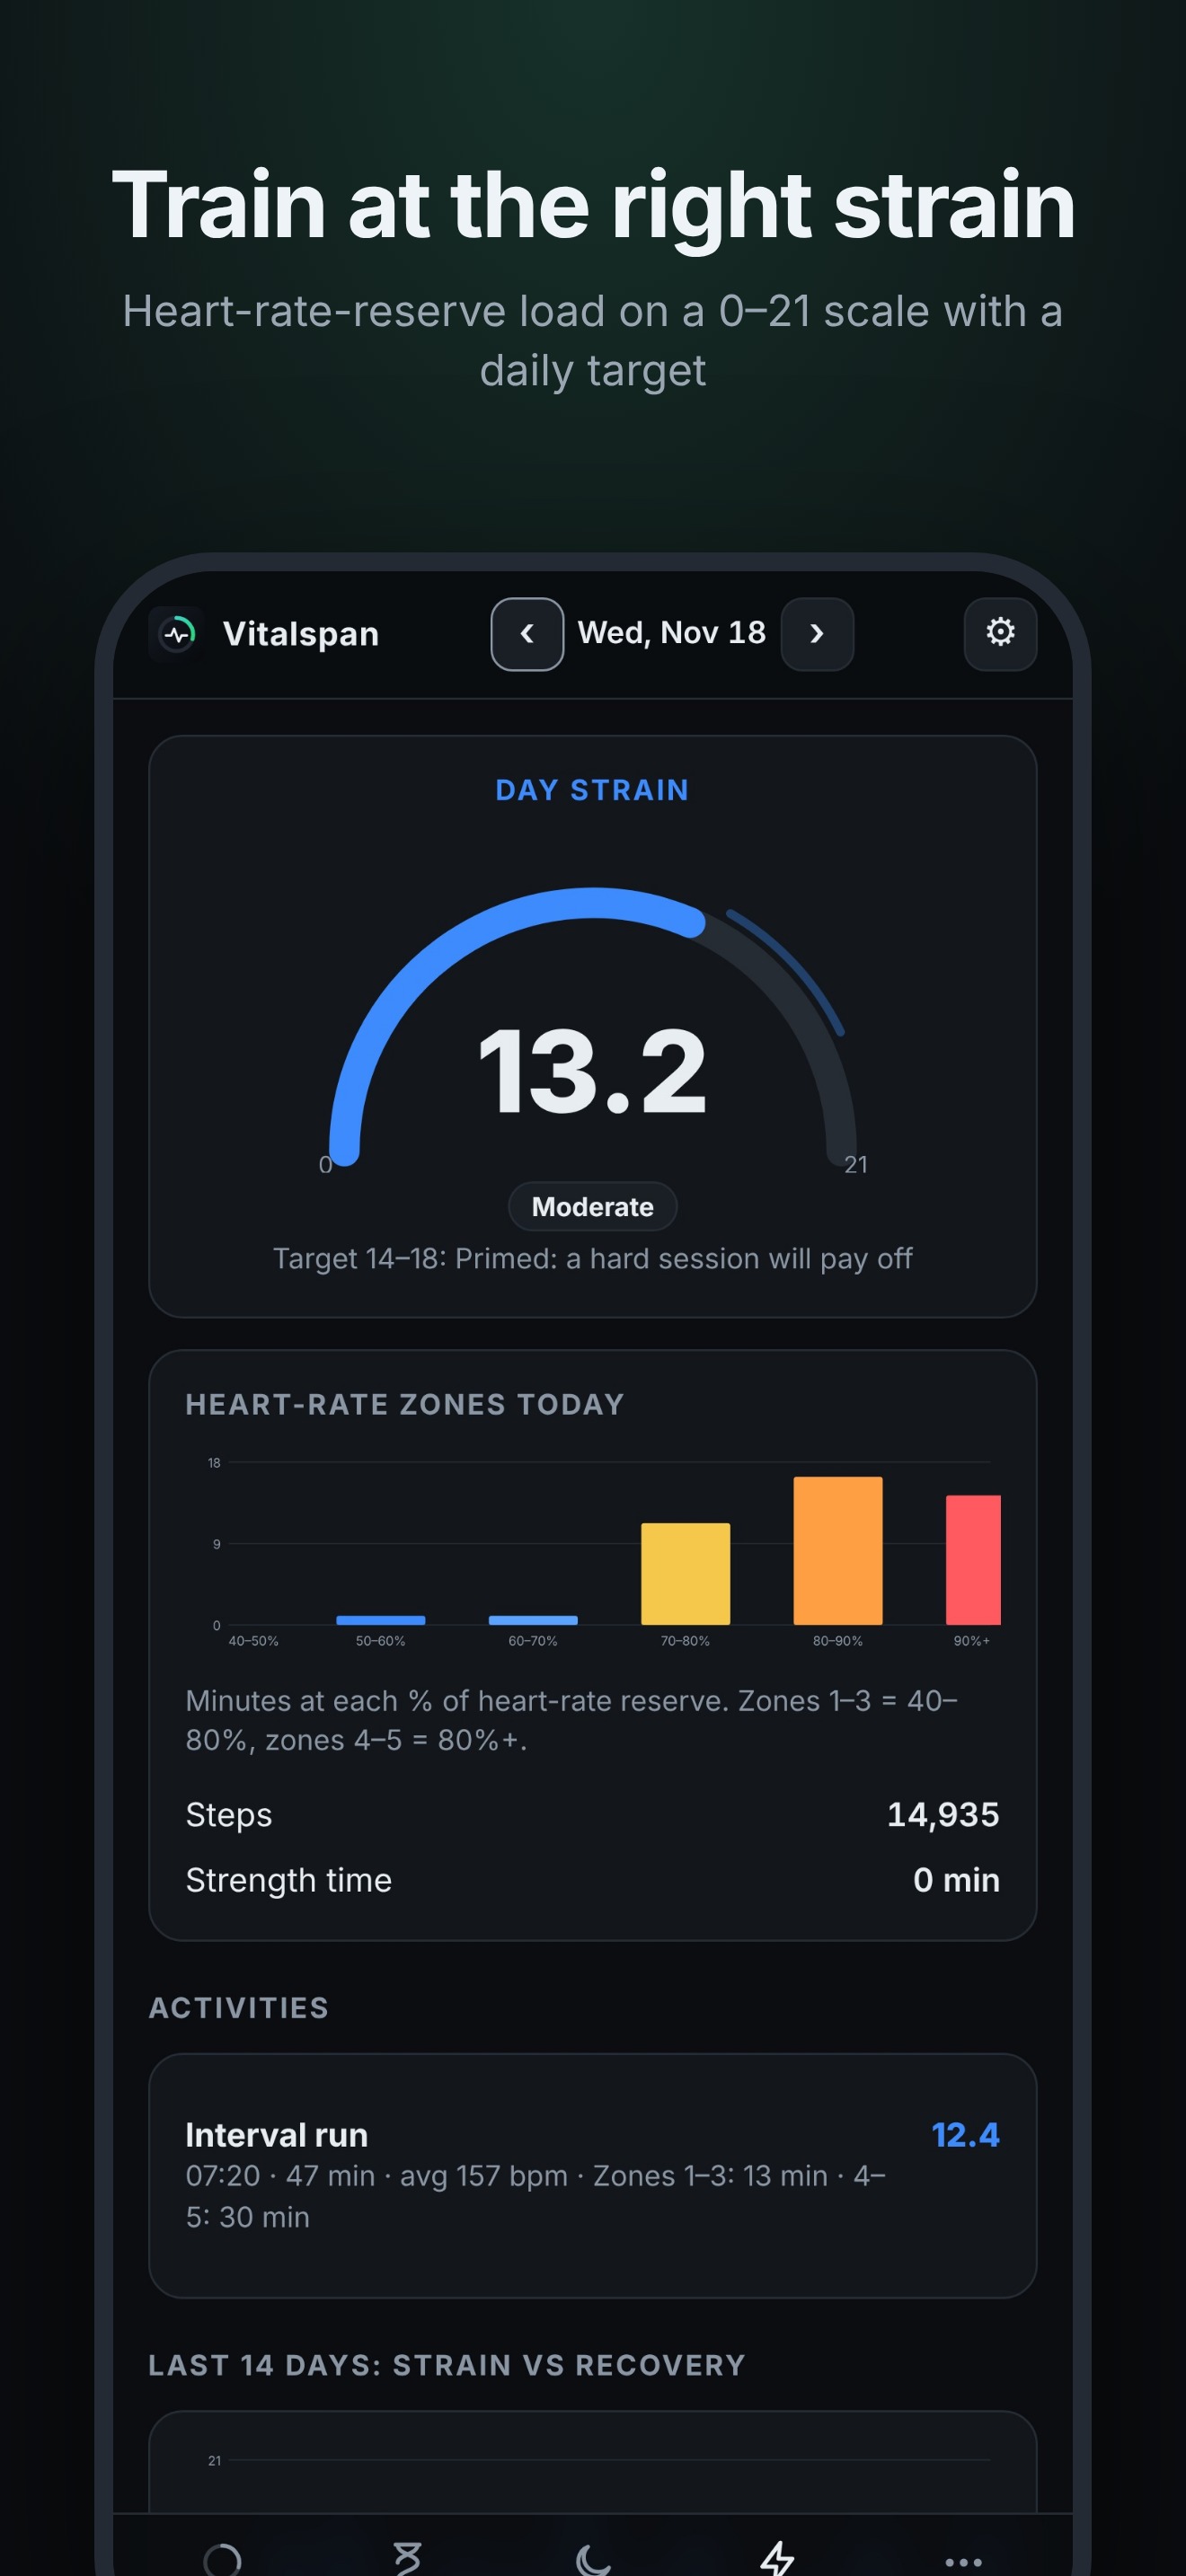 Train at the right strain
Heart-rate-reserve load on a 0–21 scale with a
daily target
Vitalspan
‹ Wed, Nov 18 ›
DAY STRAIN
13.2
0
21
Moderate
Target 14–18: Primed: a hard session will pay off
HEART-RATE ZONES TODAY
18
9
0
40–50% 50–60% 60–70% 70–80% 80–90% 90%+
Minutes at each % of heart-rate reserve. Zones 1–3 = 40–
80%, zones 4–5 = 80%+.
Steps 14,935
Strength time 0 min
ACTIVITIES
Interval run 12.4
07:20 · 47 min · avg 157 bpm · Zones 1–3: 13 min · 4–
5: 30 min
LAST 14 DAYS: STRAIN VS RECOVERY
21